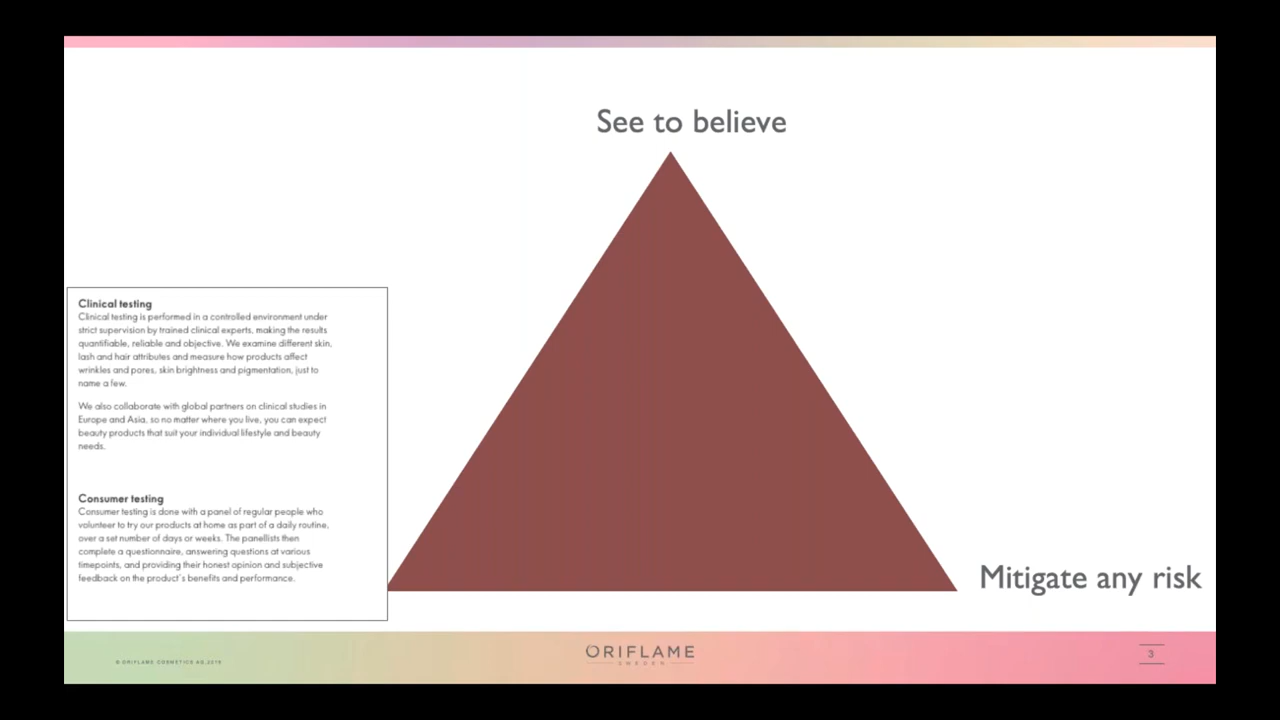 See to believe
Clinical testing
Clinical testing is performed in a controlled environment under
strict supervision by trained clinical experts, making the results
quantifiable, reliable and objective. We examine different skin,
lash and hair attributes and measure how products affect
wrinkles and pores, skin brightness and pigmentation, just to
name a few.
We also collaborate with global partners on clinical studies in
Europe and Asia, so no matter where you live, you can expect
beauty products that suit your individual lifestyle and beauty
needs.
Consumer testing
Consumer testing is done with a panel of regular people who
volunteer to try our products at home as part of a daily routine,
over a set number of days or weeks. The panellists then
complete a questionnaire, answering questions at various
timepoints, and providing their honest opinion and subjective
feedback on the product´s benefits and performance.
Mitigate any risk
© ORIFLAME COSMETICS AG,2019
ORIFLAME
SWEDEN
3